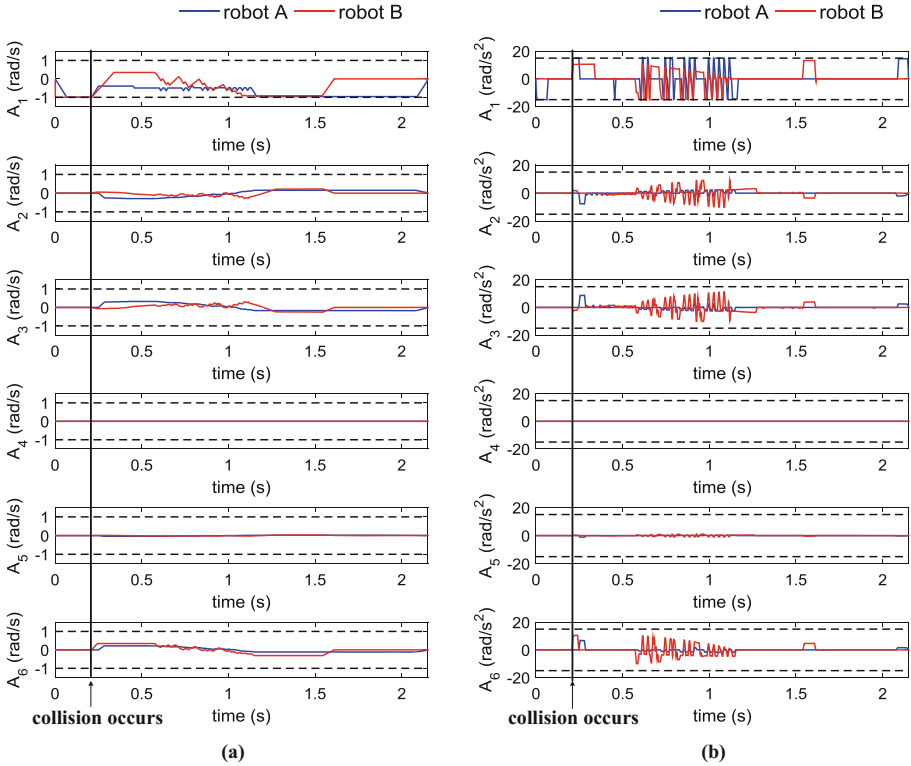 robot A robot B
1
0
-1
A1 (rad/s)
0 0.5 1 1.5 2
time (s)
1
0
-1
A2 (rad/s)
0 0.5 1 1.5 2
time (s)
1
0
-1
A3 (rad/s)
0 0.5 1 1.5 2
time (s)
1
0
-1
A4 (rad/s)
0 0.5 1 1.5 2
time (s)
1
0
-1
A5 (rad/s)
0 0.5 1 1.5 2
time (s)
1
0
-1
A6 (rad/s)
0 0.5 1 1.5 2
time (s)
collision occurs
(a)
robot A robot B
20
0
-20
A1 (rad/s²)
0 0.5 1 1.5 2
time (s)
20
0
-20
A2 (rad/s²)
0 0.5 1 1.5 2
time (s)
20
0
-20
A3 (rad/s²)
0 0.5 1 1.5 2
time (s)
20
0
-20
A4 (rad/s²)
0 0.5 1 1.5 2
time (s)
20
0
-20
A5 (rad/s²)
0 0.5 1 1.5 2
time (s)
20
0
-20
A6 (rad/s²)
0 0.5 1 1.5 2
time (s)
collision occurs
(b)